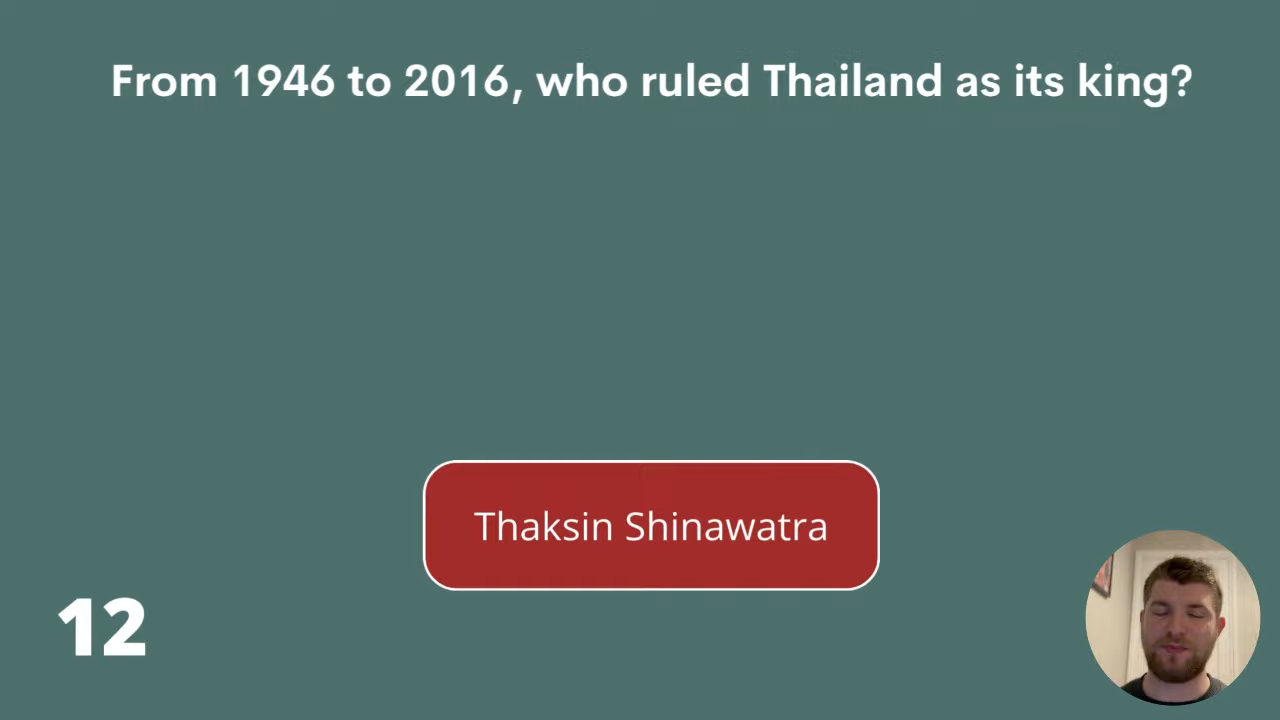 From 1946 to 2016, who ruled Thailand as its king?
Thaksin Shinawatra
12